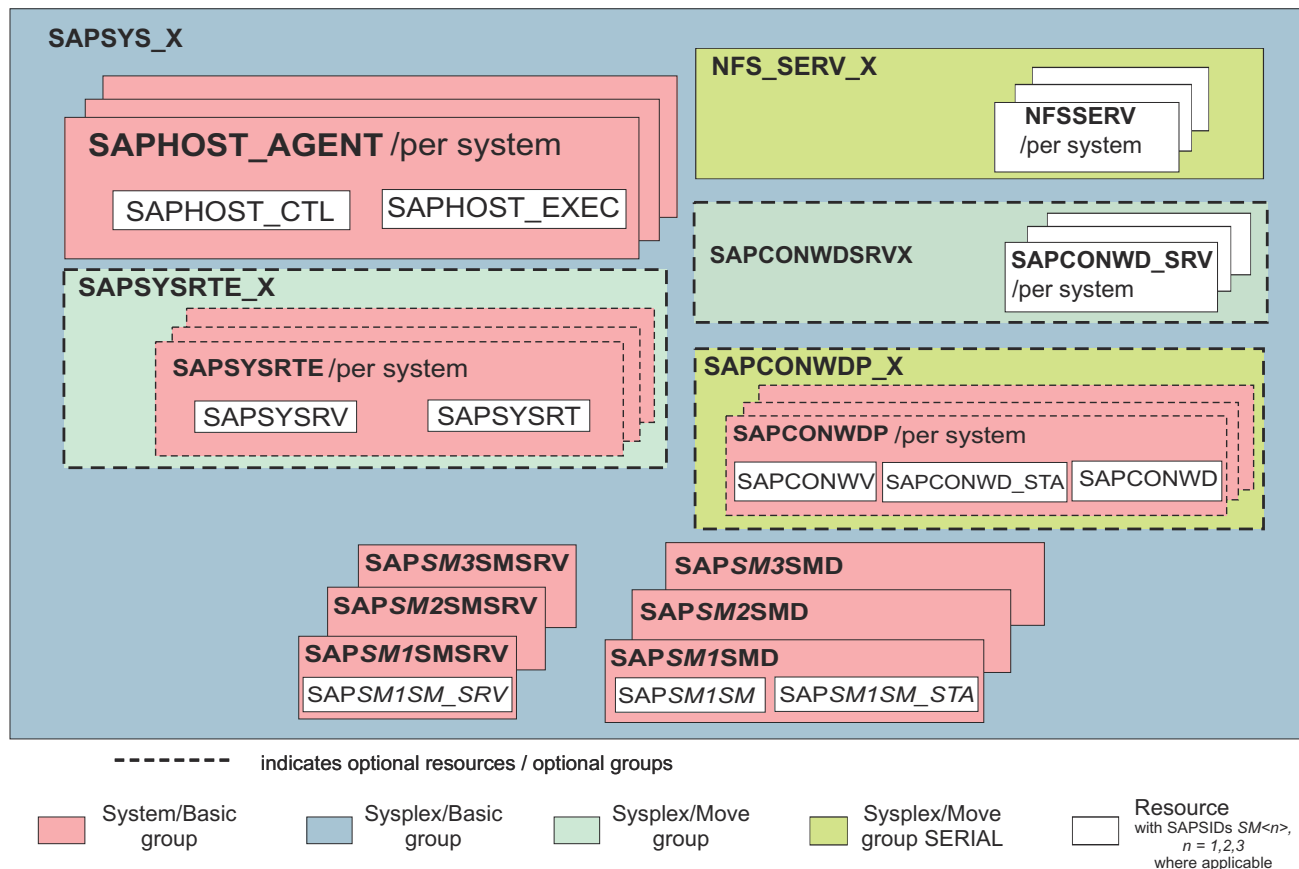 SAPSYS_X
SAPHOST_AGENT /per system
SAPHOST_CTL
SAPHOST_EXEC
NFS_SERV_X
NFSSERV
/per system
SAPCONWDSRVX
SAPCONWD_SRV
/per system
SAPSYSRTE_X
SAPSYSRTE /per system
SAPSYSRV
SAPSYSRT
SAPCONWDP_X
SAPCONWDP /per system
SAPCONWV
SAPCONWD_STA
SAPCONWD
SAPSM3SMSRV
SAPSM2SMSRV
SAPSM1SMSRV
SAPSM1SM_SRV
SAPSM3SMD
SAPSM2SMD
SAPSM1SMD
SAPSM1SM
SAPSM1SM_STA
indicates optional resources / optional groups
System/Basic
group
Sysplex/Basic
group
Sysplex/Move
group
Sysplex/Move
group SERIAL
Resource
with SAPSIDs SM<n>,
n = 1,2,3
where applicable